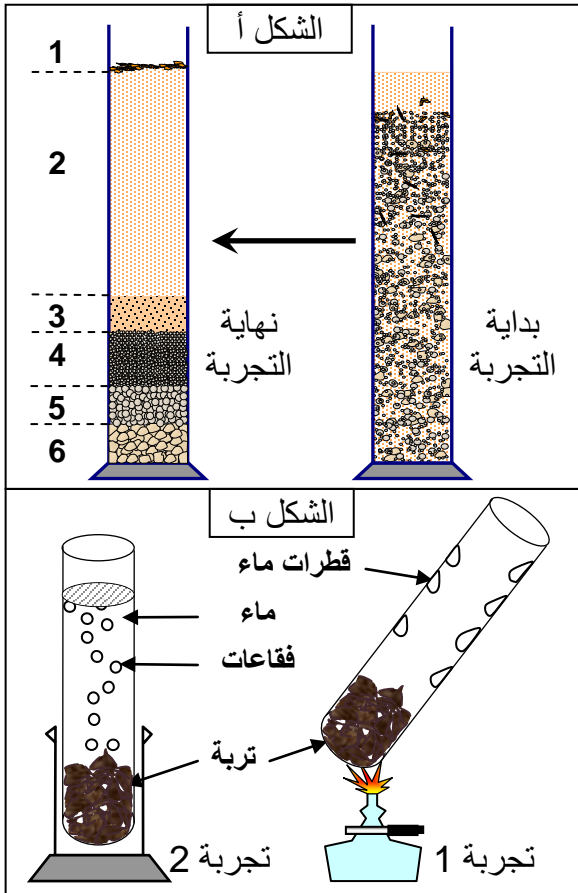 الشكل أ
1
2
3
4
5
6
نهاية
التجربة
بداية
التجربة
الشكل ب
قطرات ماء
ماء
فقاعات
تربة
تجربة 1
تجربة 2